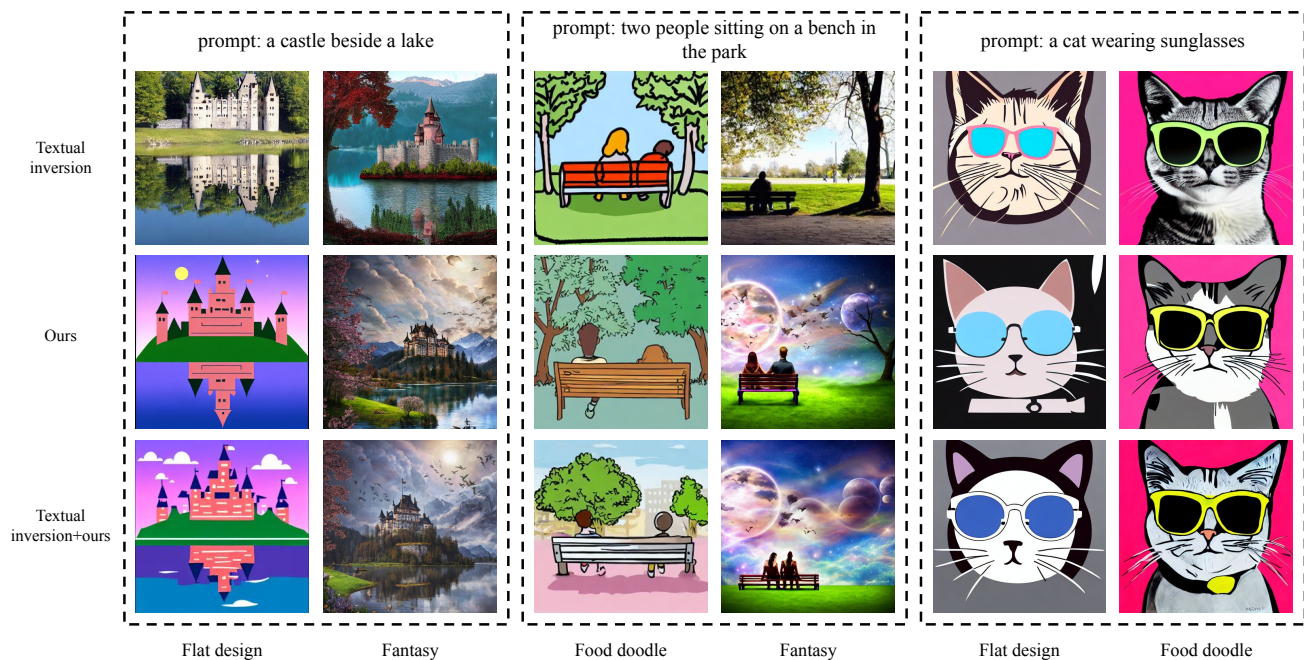 prompt: a castle beside a lake
prompt: two people sitting on a bench in
the park
prompt: a cat wearing sunglasses
Textual
inversion
Ours
Textual
inversion+ours
Flat design
Fantasy
Food doodle
Fantasy
Flat design
Food doodle